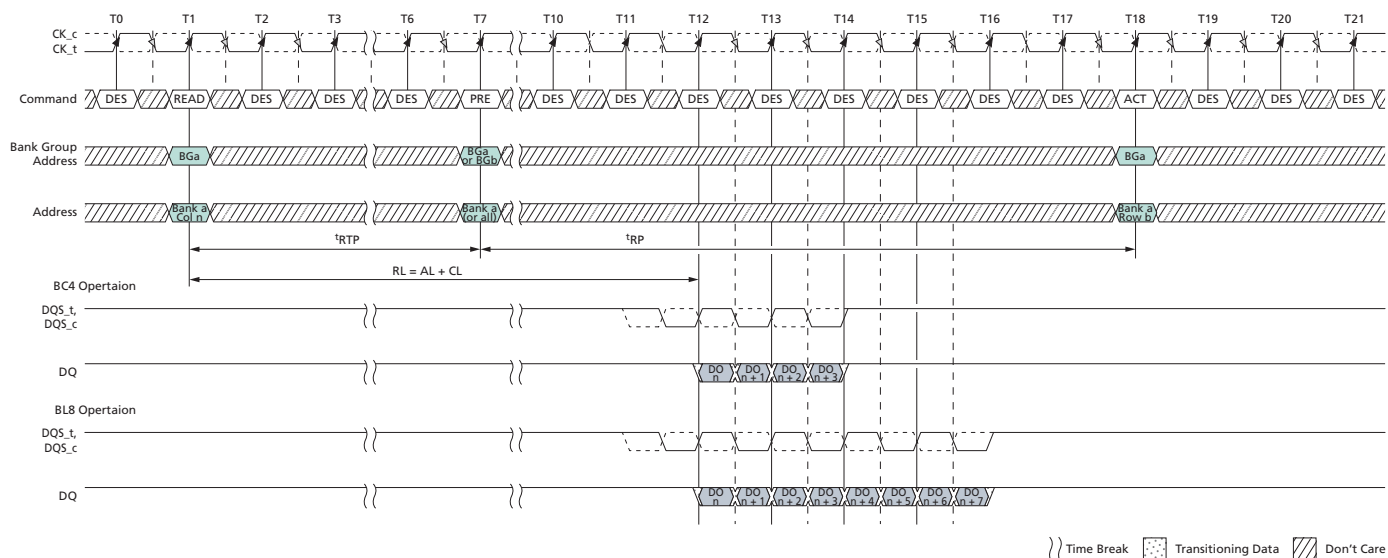 T0 T1 T2 T3 T6 T7 T10 T11 T12 T13 T14 T15 T16 T17 T18 T19 T20 T21
CK_c
CK_t
Command DES READ DES DES DES PRE DES DES DES DES DES DES DES DES ACT DES DES DES
Bank Group
Address
BGa
BGa
or BGb
BGa
Address
Bank a
Col n
Bank a
(or all)
Bank a
Row b
tRTP tRP
RL = AL + CL
BC4 Opertaion
DQS_t,
DQS_c
DQ
DO
n
DO
n + 1
DO
n + 2
DO
n + 3
BL8 Opertaion
DQS_t,
DQS_c
DQ
DO
n
DO
n + 1
DO
n + 2
DO
n + 3
DO
n + 4
DO
n + 5
DO
n + 6
DO
n + 7
Time Break Transitioning Data Don't Care